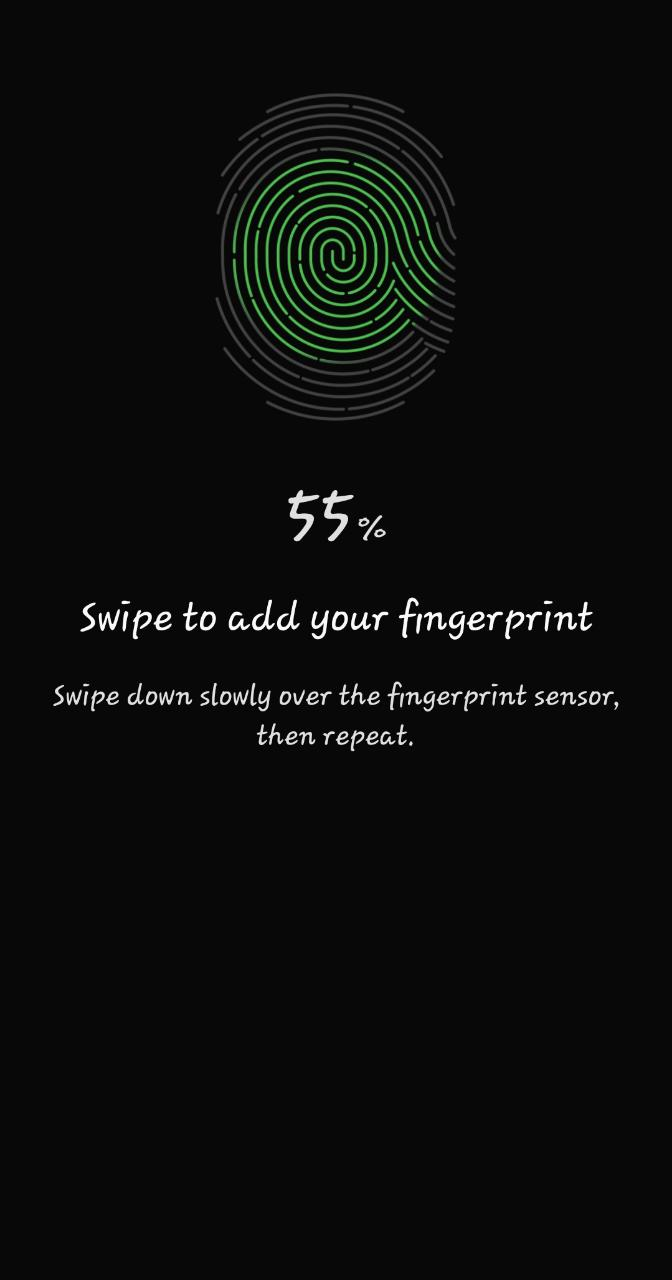 55%
Swipe to add your fingerprint
Swipe down slowly over the fingerprint sensor,
then repeat.